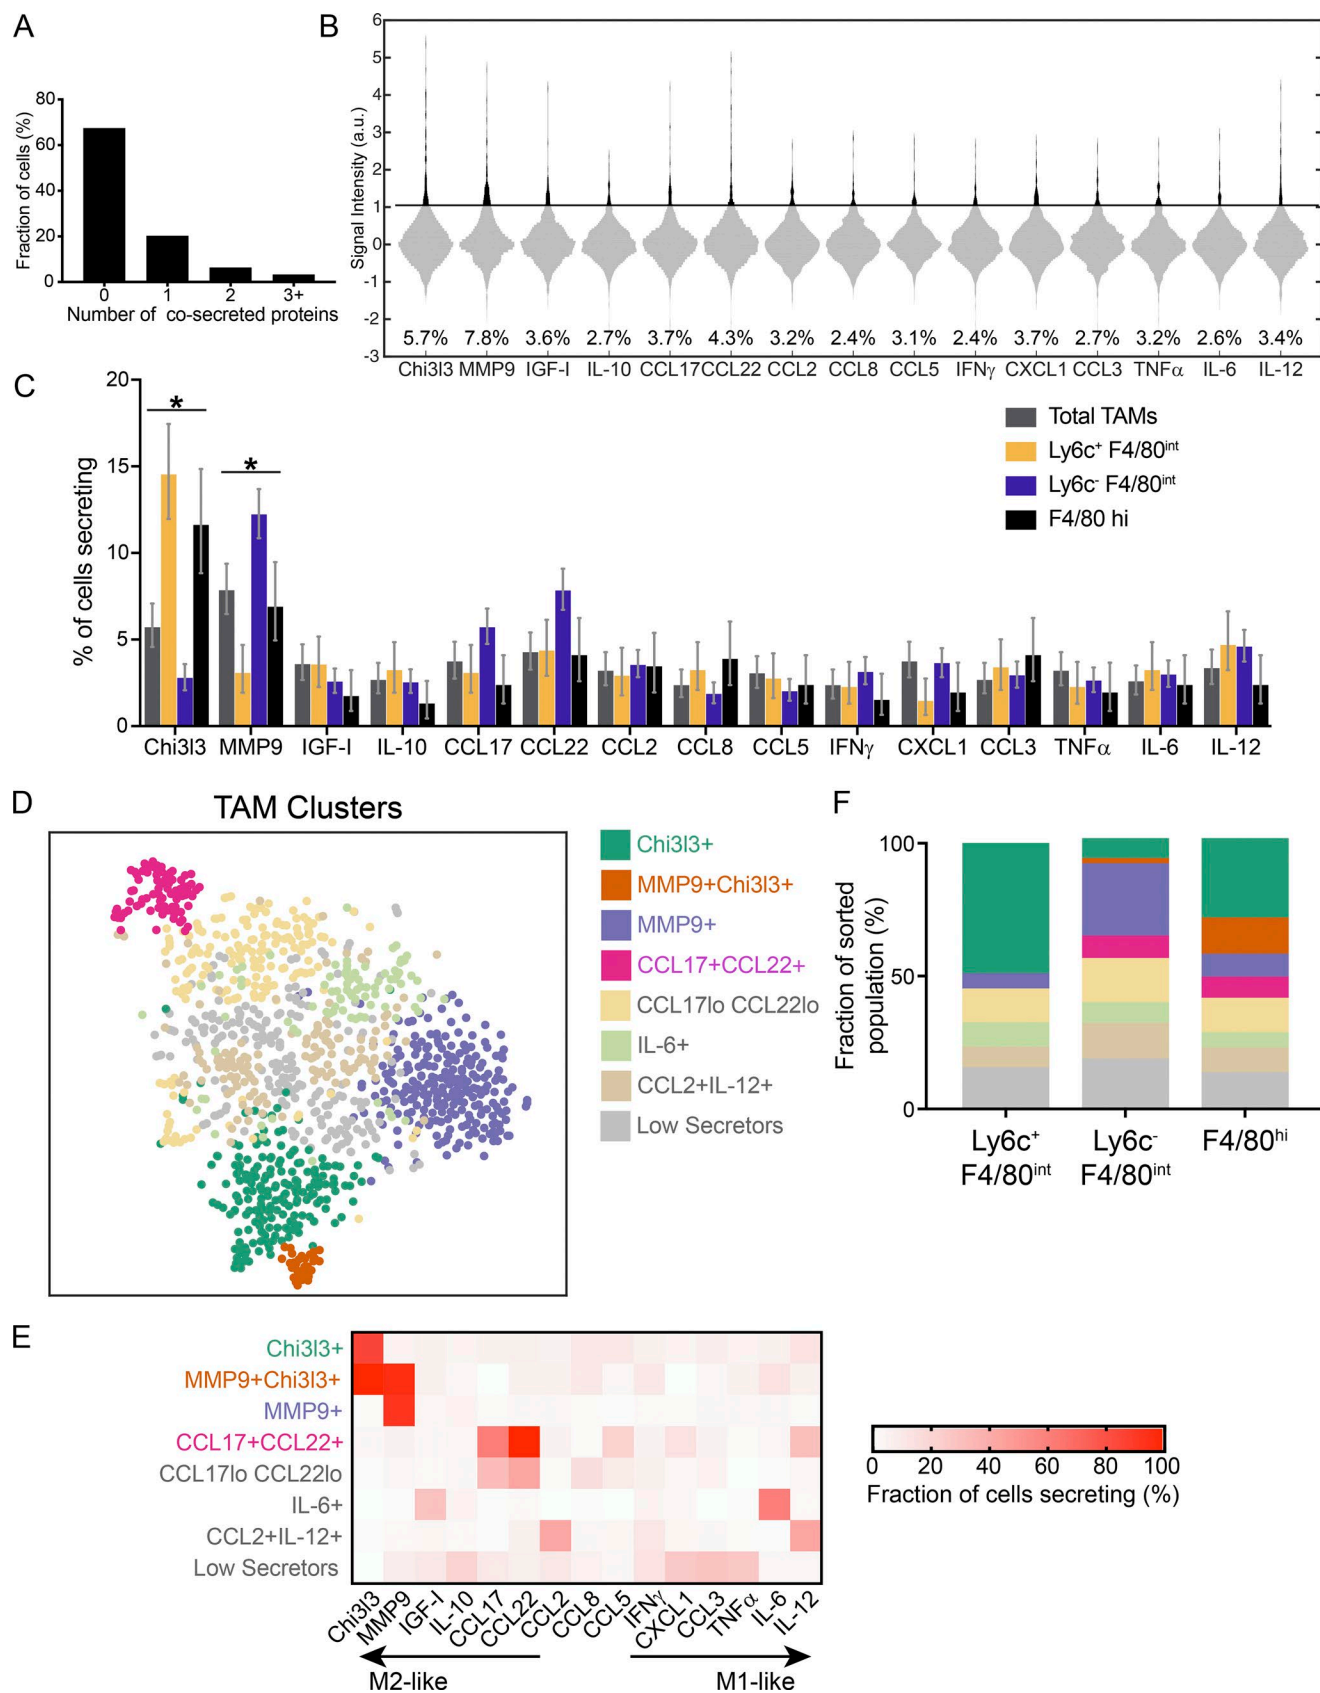 A
80
60
40
20
0
Fraction of cells (%)
0 1 2 3+
Number of co-secreted proteins
B
6
5
4
3
2
1
0
-1
-2
-3
Signal Intensity (a.u.)
5.7% 7.8% 3.6% 2.7% 3.7% 4.3% 3.2% 2.4% 3.1% 2.4% 3.7% 2.7% 3.2% 2.6% 3.4%
Chi3l3 MMP9 IGF-I IL-10 CCL17 CCL22 CCL2 CCL8 CCL5 IFNγ CXCL1 CCL3 TNFα IL-6 IL-12
C
20
15
10
5
0
% of cells secreting
* *
Total TAMs
Ly6c⁺ F4/80ⁱⁿᵗ
Ly6c⁻ F4/80ⁱⁿᵗ
F4/80 hi
Chi3l3 MMP9 IGF-I IL-10 CCL17 CCL22 CCL2 CCL8 CCL5 IFNγ CXCL1 CCL3 TNFα IL-6 IL-12
D
TAM Clusters
Chi3l3+
MMP9+Chi3l3+
MMP9+
CCL17+CCL22+
CCL17lo CCL22lo
IL-6+
CCL2+IL-12+
Low Secretors
F
100
50
0
Fraction of sorted
population (%)
Ly6c⁺ Ly6c⁻ F4/80ʰⁱ
F4/80ⁱⁿᵗ F4/80ⁱⁿᵗ
E
Chi3l3+
MMP9+Chi3l3+
MMP9+
CCL17+CCL22+
CCL17lo CCL22lo
IL-6+
CCL2+IL-12+
Low Secretors
Chi3l3 MMP9 IGF-I IL-10 CCL17 CCL22 CCL2 CCL8 CCL5 IFNγ CXCL1 CCL3 TNFα IL-6 IL-12
M2-like M1-like
0 20 40 60 80 100
Fraction of cells secreting (%)